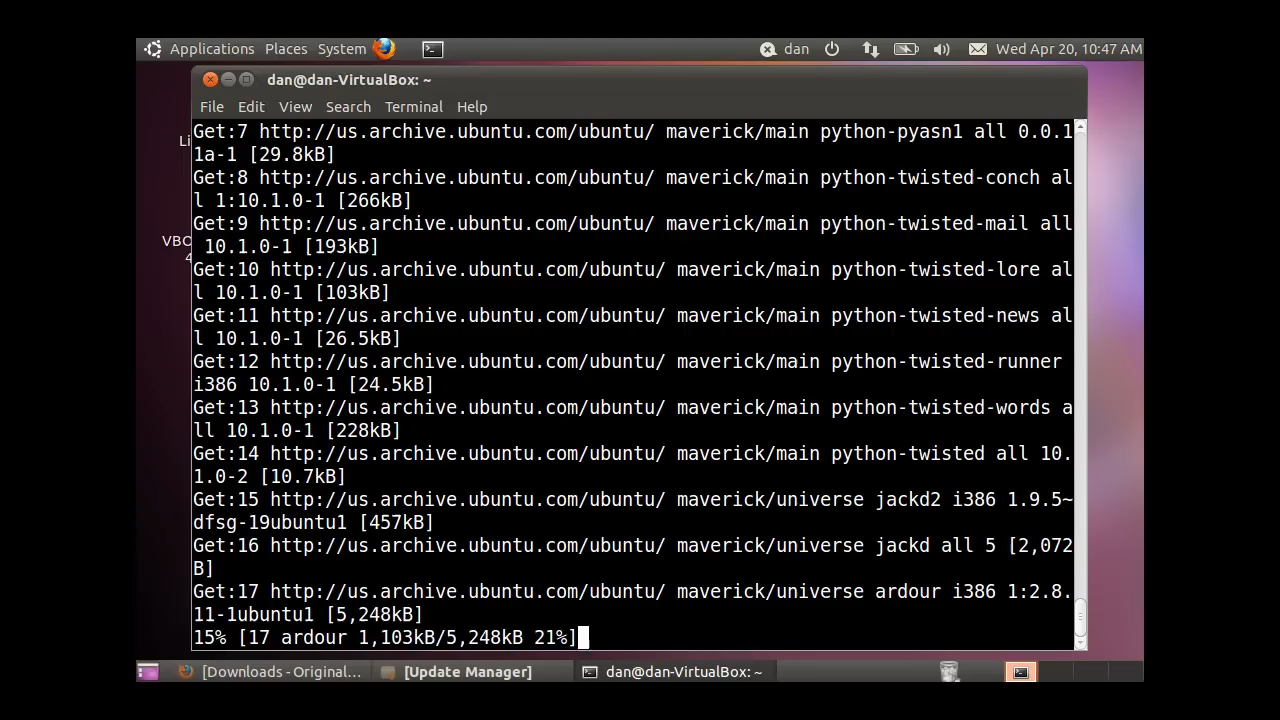 Applications Places System dan Wed Apr 20, 10:47 AM
dan@dan-VirtualBox: ~
File Edit View Search Terminal Help
Get:7 http://us.archive.ubuntu.com/ubuntu/ maverick/main python-pyasn1 all 0.0.1
1a-1 [29.8kB]
Get:8 http://us.archive.ubuntu.com/ubuntu/ maverick/main python-twisted-conch al
l 1:10.1.0-1 [266kB]
Get:9 http://us.archive.ubuntu.com/ubuntu/ maverick/main python-twisted-mail all
10.1.0-1 [193kB]
Get:10 http://us.archive.ubuntu.com/ubuntu/ maverick/main python-twisted-lore al
l 10.1.0-1 [103kB]
Get:11 http://us.archive.ubuntu.com/ubuntu/ maverick/main python-twisted-news al
l 10.1.0-1 [26.5kB]
Get:12 http://us.archive.ubuntu.com/ubuntu/ maverick/main python-twisted-runner
i386 10.1.0-1 [24.5kB]
Get:13 http://us.archive.ubuntu.com/ubuntu/ maverick/main python-twisted-words a
ll 10.1.0-1 [228kB]
Get:14 http://us.archive.ubuntu.com/ubuntu/ maverick/main python-twisted all 10.
1.0-2 [10.7kB]
Get:15 http://us.archive.ubuntu.com/ubuntu/ maverick/universe jackd2 i386 1.9.5~
dfsg-19ubuntu1 [457kB]
Get:16 http://us.archive.ubuntu.com/ubuntu/ maverick/universe jackd all 5 [2,072
B]
Get:17 http://us.archive.ubuntu.com/ubuntu/ maverick/universe ardour i386 1:2.8.
11-1ubuntu1 [5,248kB]
15% [17 ardour 1,103kB/5,248kB 21%]
Li
VBO
4
[Downloads - Original... [Update Manager] dan@dan-VirtualBox: ~